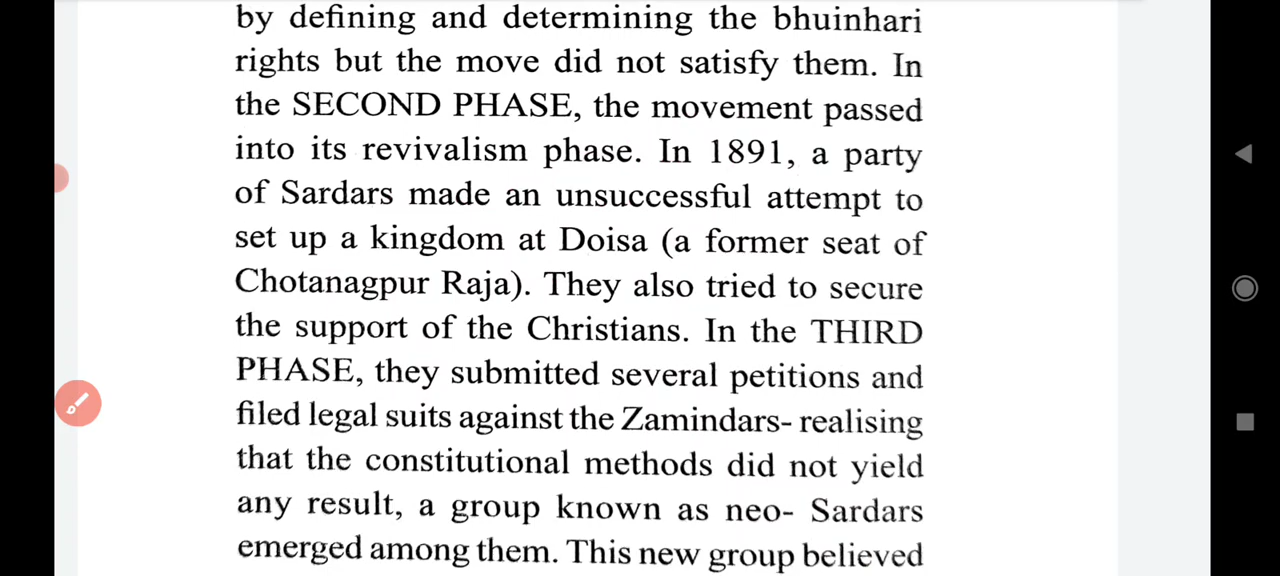 by defining and determining the bhuinhari
rights but the move did not satisfy them. In
the SECOND PHASE, the movement passed
into its revivalism phase. In 1891, a party
of Sardars made an unsuccessful attempt to
set up a kingdom at Doisa (a former seat of
Chotanagpur Raja). They also tried to secure
the support of the Christians. In the THIRD
PHASE, they submitted several petitions and
filed legal suits against the Zamindars- realising
that the constitutional methods did not yield
any result, a group known as neo- Sardars
emerged among them. This new group believed